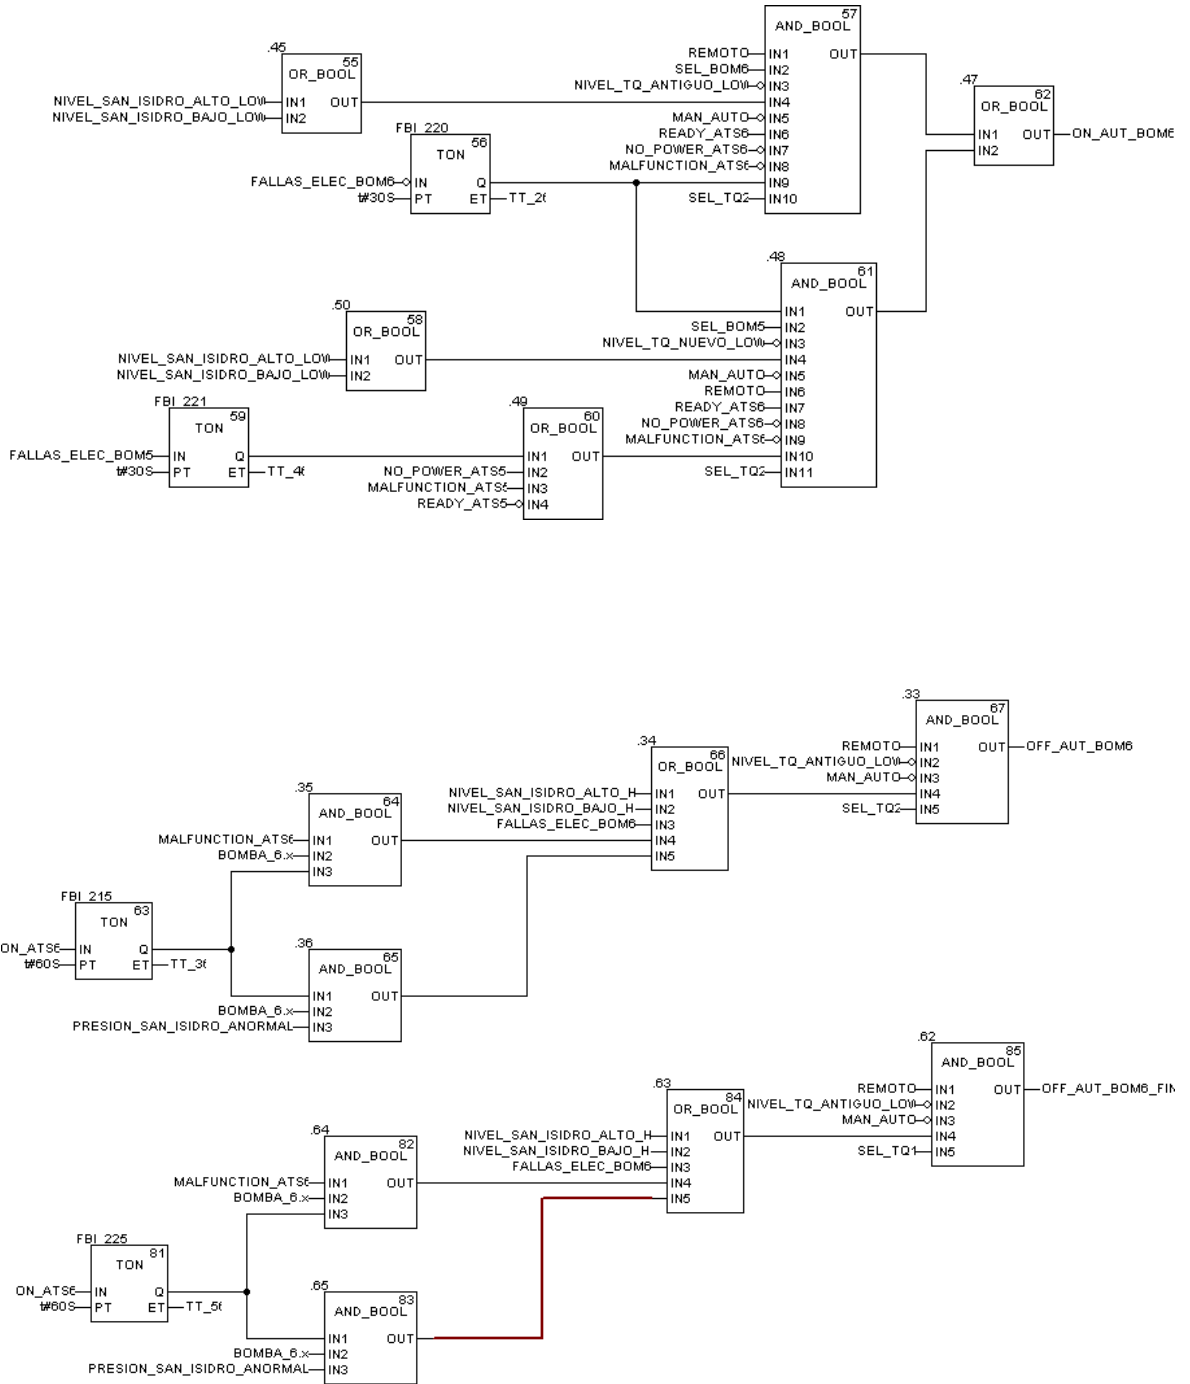 57
AND_BOOL
REMOTO IN1 OUT
SEL_BOM6 IN2
NIVEL_TQ_ANTIGUO_LOW IN3
IN4
MAN_AUTO IN5
READY_ATS6 IN6
NO_POWER_ATS6 IN7
MALFUNCTION_ATS6 IN8
IN9
SEL_TQ2 IN10
.45
55
OR_BOOL
NIVEL_SAN_ISIDRO_ALTO_LOW IN1 OUT
NIVEL_SAN_ISIDRO_BAJO_LOW IN2
FBI_220
56
TON
FALLAS_ELEC_BOM6 IN Q
t#30S PT ET TT_26
.47
62
OR_BOOL
IN1 OUT ON_AUT_BOM6
IN2
.48
61
AND_BOOL
IN1 OUT
SEL_BOM5 IN2
NIVEL_TQ_NUEVO_LOW IN3
IN4
MAN_AUTO IN5
REMOTO IN6
READY_ATS6 IN7
NO_POWER_ATS6 IN8
MALFUNCTION_ATS6 IN9
IN10
SEL_TQ2 IN11
.50
58
OR_BOOL
NIVEL_SAN_ISIDRO_ALTO_LOW IN1 OUT
NIVEL_SAN_ISIDRO_BAJO_LOW IN2
FBI_221
59
TON
FALLAS_ELEC_BOM5 IN Q
t#30S PT ET TT_46
.49
60
OR_BOOL
IN1 OUT
NO_POWER_ATS5 IN2
MALFUNCTION_ATS5 IN3
READY_ATS5 IN4
.33
67
AND_BOOL
REMOTO IN1 OUT OFF_AUT_BOM6
NIVEL_TQ_ANTIGUO_LOW IN2
MAN_AUTO IN3
IN4
SEL_TQ2 IN5
.34
66
OR_BOOL
NIVEL_SAN_ISIDRO_ALTO_H IN1 OUT
NIVEL_SAN_ISIDRO_BAJO_H IN2
FALLAS_ELEC_BOM6 IN3
IN4
IN5
.35
64
AND_BOOL
MALFUNCTION_ATS6 IN1 OUT
BOMBA_6.x IN2
IN3
FBI_215
63
TON
ON_ATS6 IN Q
t#60S PT ET TT_36
.36
65
AND_BOOL
IN1 OUT
BOMBA_6.x IN2
PRESION_SAN_ISIDRO_ANORMAL IN3
.62
85
AND_BOOL
REMOTO IN1 OUT OFF_AUT_BOM6_FIN
NIVEL_TQ_ANTIGUO_LOW IN2
MAN_AUTO IN3
IN4
SEL_TQ1 IN5
.63
84
OR_BOOL
NIVEL_SAN_ISIDRO_ALTO_H IN1 OUT
NIVEL_SAN_ISIDRO_BAJO_H IN2
FALLAS_ELEC_BOM6 IN3
IN4
IN5
.64
82
AND_BOOL
MALFUNCTION_ATS6 IN1 OUT
BOMBA_6.x IN2
IN3
FBI_225
81
TON
ON_ATS6 IN Q
t#60S PT ET TT_56
.65
83
AND_BOOL
IN1 OUT
BOMBA_6.x IN2
PRESION_SAN_ISIDRO_ANORMAL IN3